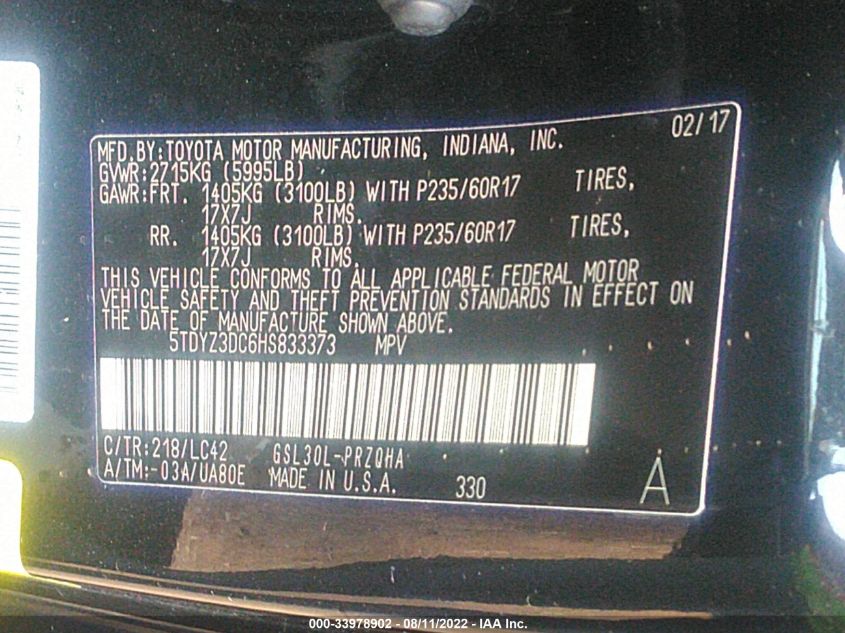 02/17
MFD.BY:TOYOTA MOTOR MANUFACTURING, INDIANA, INC.
GVWR:2715KG (5995LB)
GAWR:FRT. 1405KG (3100LB) WITH P235/60R17 TIRES,
17X7J RIMS.
RR. 1405KG (3100LB) WITH P235/60R17 TIRES,
17X7J RIMS.
THIS VEHICLE CONFORMS TO ALL APPLICABLE FEDERAL MOTOR
VEHICLE SAFETY AND THEFT PREVENTION STANDARDS IN EFFECT ON
THE DATE OF MANUFACTURE SHOWN ABOVE.
5TDYZ3DC6HS833373 MPV
C/TR:218/LC42 GSL30L-PRZQHA
A/TM:-03A/UA80E MADE IN U.S.A. 330 A
000-33978902 - 08/11/2022 - IAA Inc.